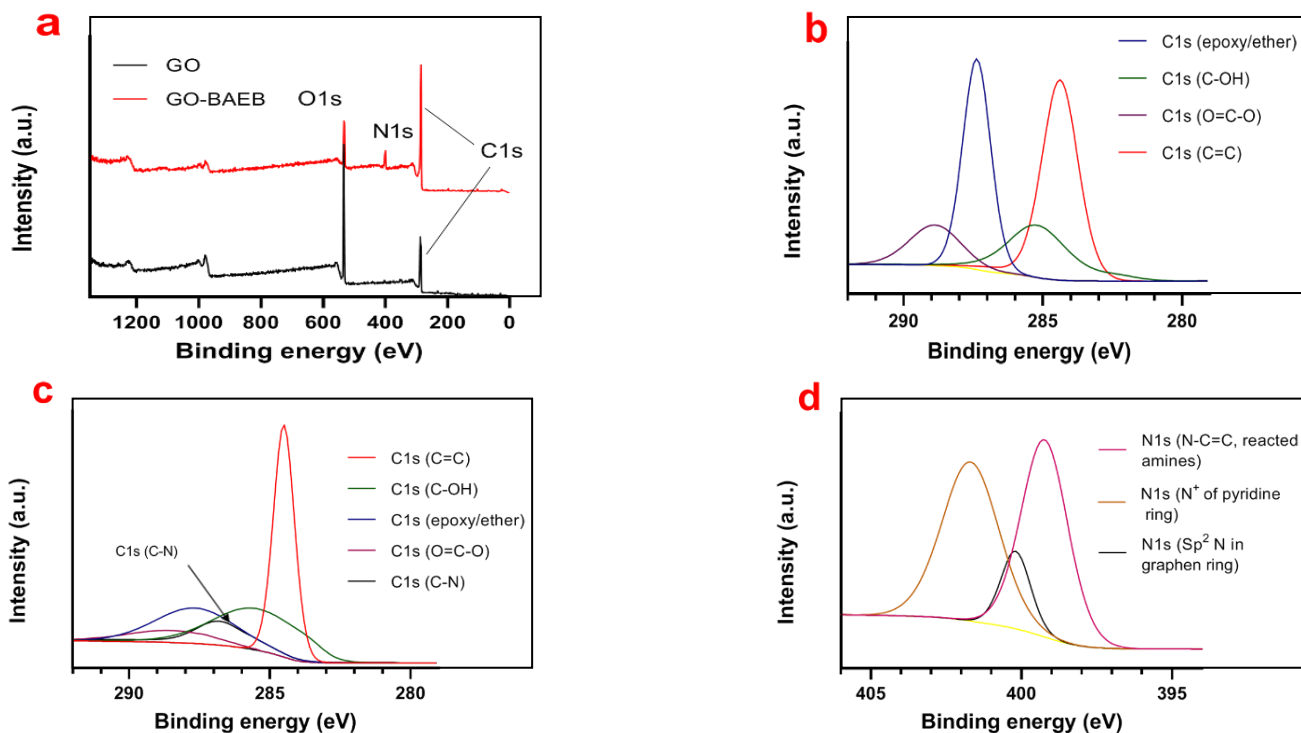 a
GO
GO-BAEB
O1s
N1s
C1s
Intensity (a.u.)
1200 1000 800 600 400 200 0
Binding energy (eV)
b
C1s (epoxy/ether)
C1s (C-OH)
C1s (O=C-O)
C1s (C=C)
Intensity (a.u.)
290 285 280
Binding energy (eV)
c
C1s (C=C)
C1s (C-OH)
C1s (epoxy/ether)
C1s (O=C-O)
C1s (C-N)
C1s (C-N)
Intensity (a.u.)
290 285 280
Binding energy (eV)
d
N1s (N-C=C, reacted
amines)
N1s (N⁺ of pyridine
ring)
N1s (Sp² N in
graphen ring)
Intensity (a.u.)
405 400 395
Binding energy (eV)